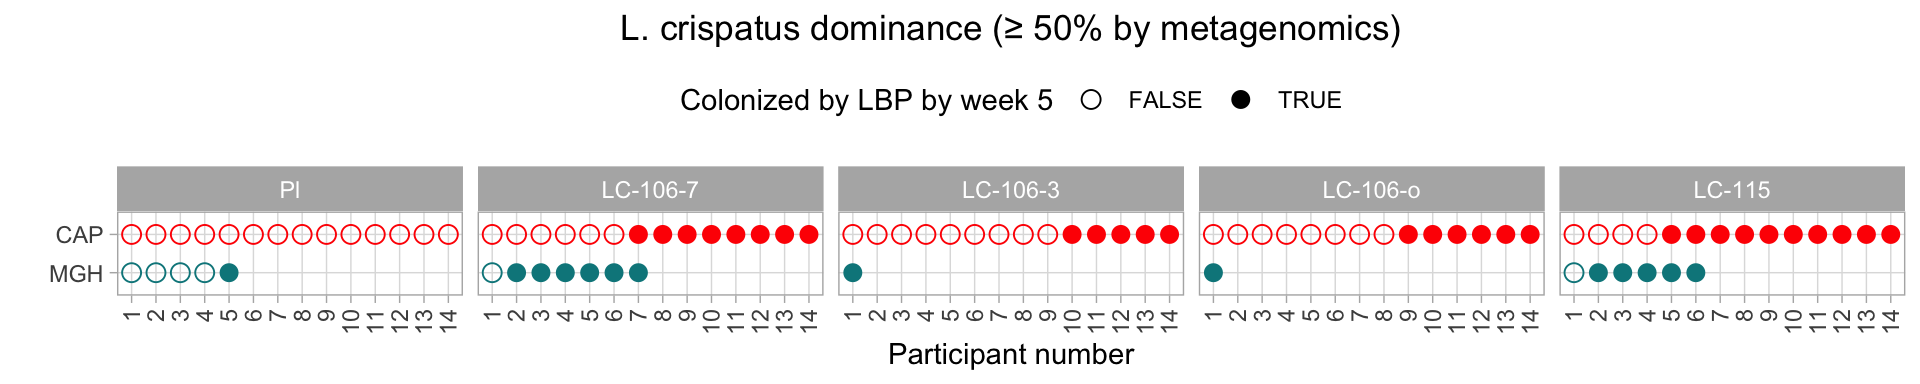 L. crispatus dominance (≥ 50% by metagenomics)
Colonized by LBP by week 5 FALSE TRUE
Pl LC-106-7 LC-106-3 LC-106-o LC-115
CAP
MGH
1 2 3 4 5 6 7 8 9 10 11 12 13 14 1 2 3 4 5 6 7 8 9 10 11 12 13 14 1 2 3 4 5 6 7 8 9 10 11 12 13 14 1 2 3 4 5 6 7 8 9 10 11 12 13 14 1 2 3 4 5 6 7 8 9 10 11 12 13 14
Participant number